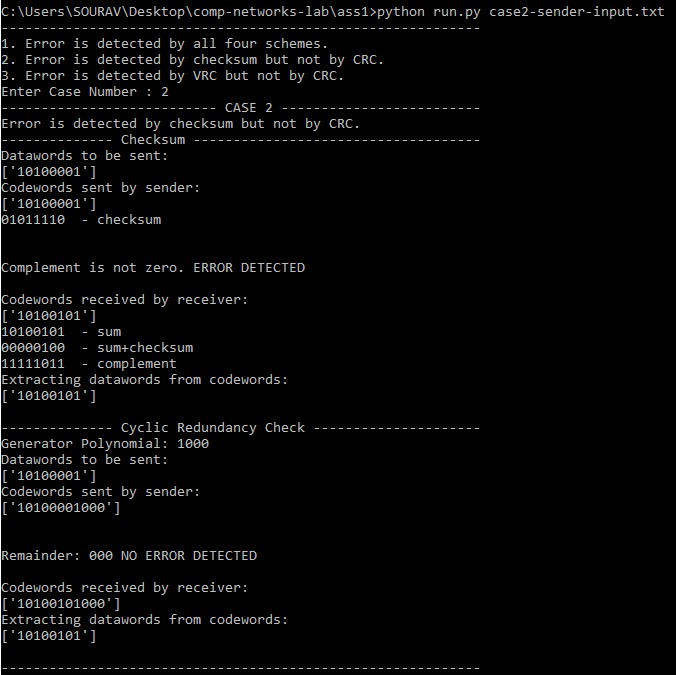 C:\Users\SOURAV\Desktop\comp-networks-lab\ass1>python run.py case2-sender-input.txt
------------------------------------------------------------
1. Error is detected by all four schemes.
2. Error is detected by checksum but not by CRC.
3. Error is detected by VRC but not by CRC.
Enter Case Number : 2
--------------------------- CASE 2 -------------------------
Error is detected by checksum but not by CRC.
-------------- Checksum ------------------------------------
Datawords to be sent:
['10100001']
Codewords sent by sender:
['10100001']
01011110  - checksum
Complement is not zero. ERROR DETECTED
Codewords received by receiver:
['10100101']
10100101  - sum
00000100  - sum+checksum
11111011  - complement
Extracting datawords from codewords:
['10100101']
-------------- Cyclic Redundancy Check ---------------------
Generator Polynomial: 1000
Datawords to be sent:
['10100001']
Codewords sent by sender:
['10100001000']
Remainder: 000 NO ERROR DETECTED
Codewords received by receiver:
['10100101000']
Extracting datawords from codewords:
['10100101']
------------------------------------------------------------